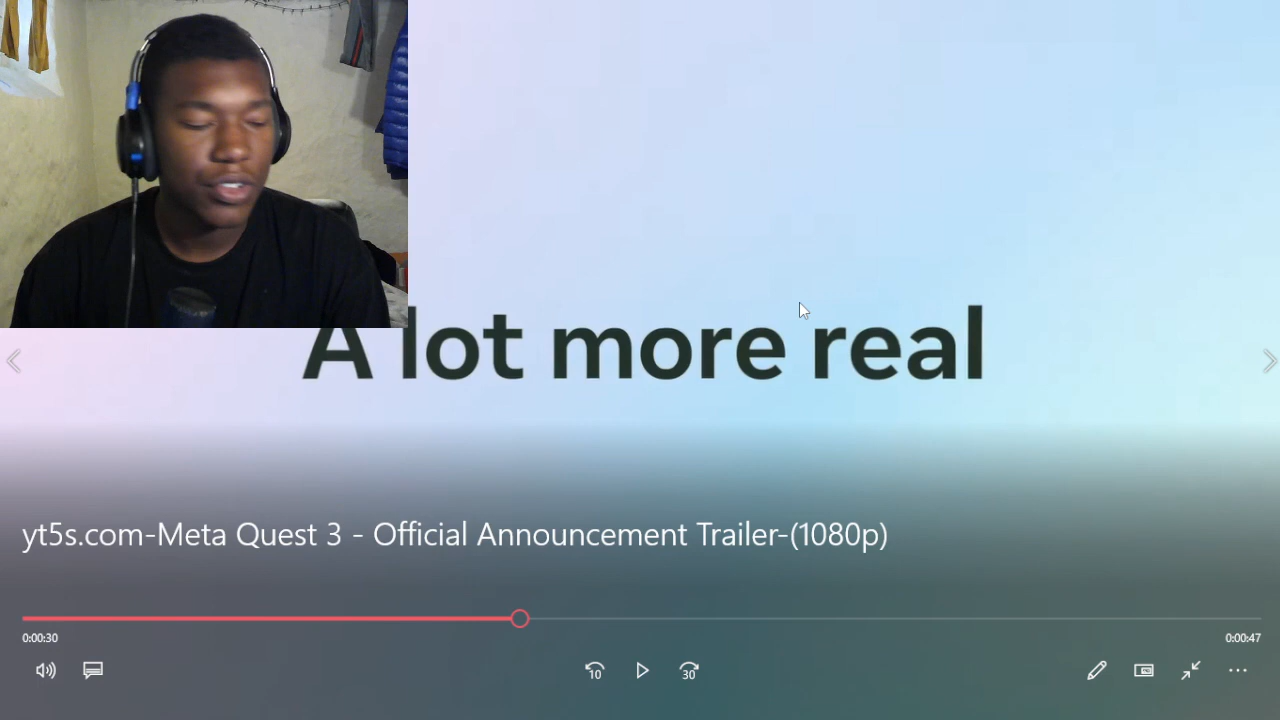 A lot more real
yt5s.com-Meta Quest 3 - Official Announcement Trailer-(1080p)
0:00:30
0:00:47
10
30